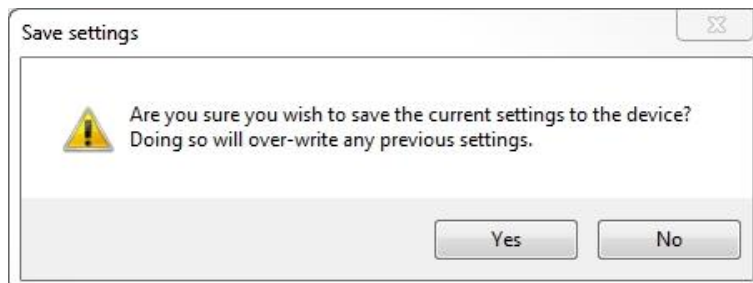 Save settings
Are you sure you wish to save the current settings to the device?
Doing so will over-write any previous settings.
Yes
No